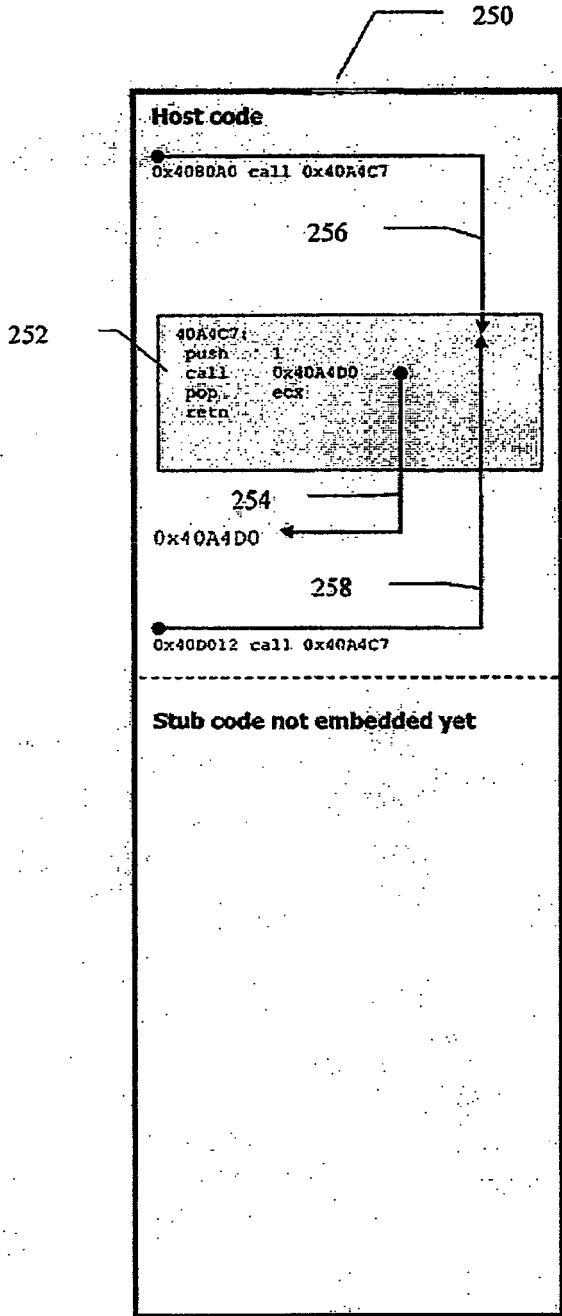 250
Host code
0x4080A0 call 0x40A4C7
256
252
40A4C7:
push 1
call 0x40A4D0
pop ecx
retn
254
0x40A4D0
258
0x40D012 call 0x40A4C7
Stub code not embedded yet